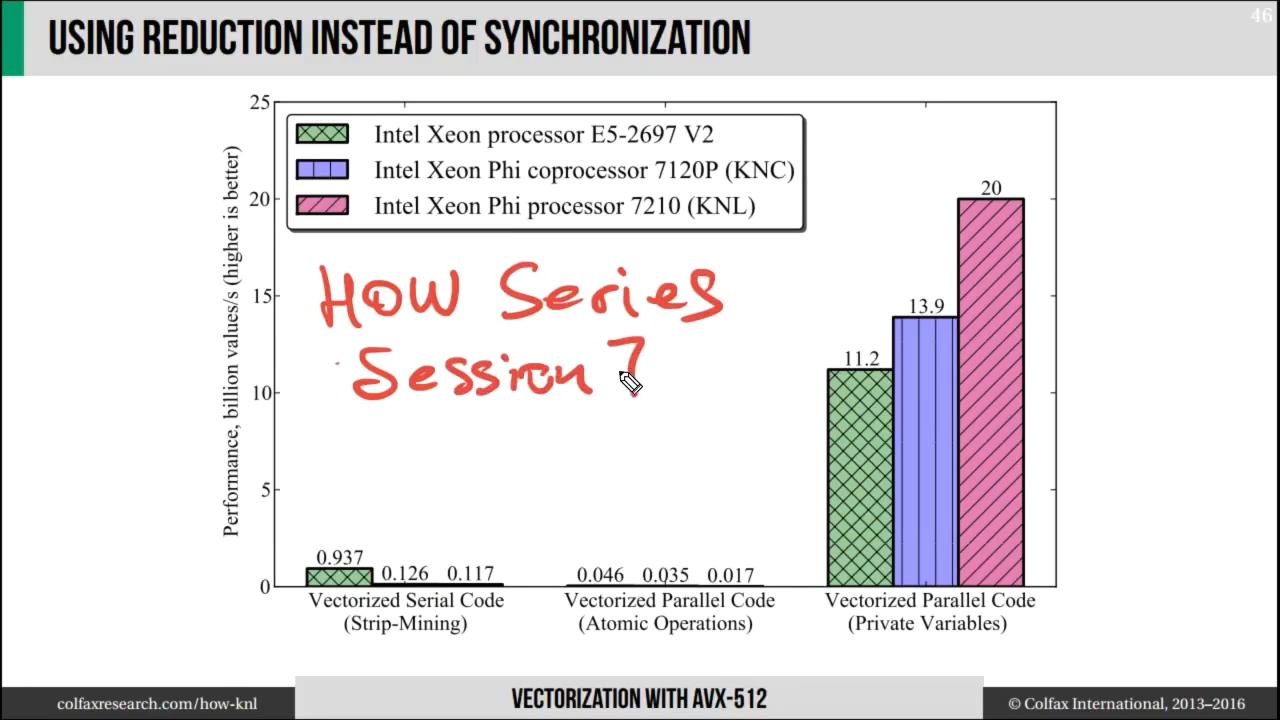 46
USING REDUCTION INSTEAD OF SYNCHRONIZATION
25
20
15
10
5
0
Performance, billion values/s (higher is better)
Intel Xeon processor E5-2697 V2
Intel Xeon Phi coprocessor 7120P (KNC)
Intel Xeon Phi processor 7210 (KNL)
HOW Series
Session 7
0.937
0.126
0.117
0.046
0.035
0.017
11.2
13.9
20
Vectorized Serial Code
(Strip-Mining)
Vectorized Parallel Code
(Atomic Operations)
Vectorized Parallel Code
(Private Variables)
colfaxresearch.com/how-knl
VECTORIZATION WITH AVX-512
© Colfax International, 2013–2016